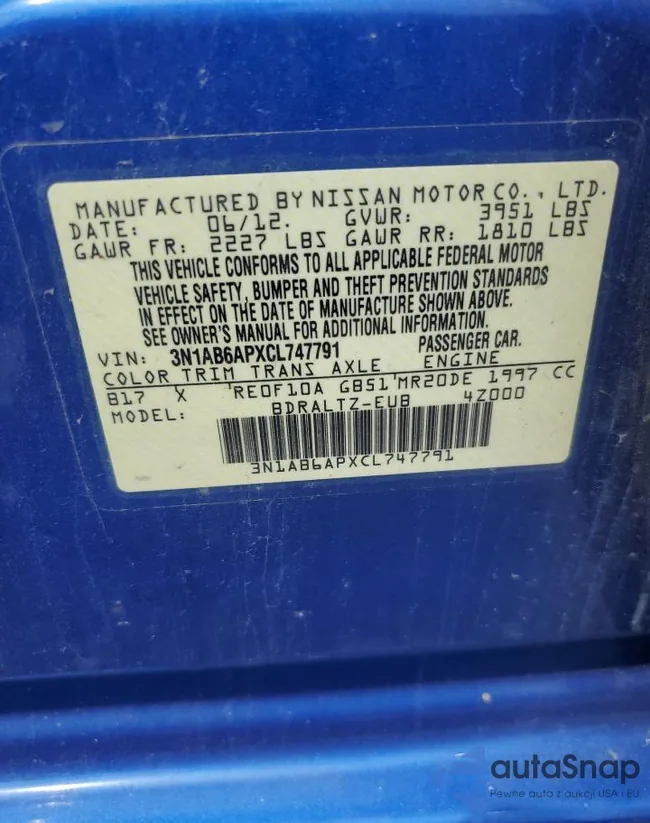 MANUFACTURED BY NISSAN MOTOR CO., LTD.
DATE: 06/12. GVWR: 3951 LBS
GAWR FR: 2227 LBS GAWR RR: 1810 LBS
THIS VEHICLE CONFORMS TO ALL APPLICABLE FEDERAL MOTOR
VEHICLE SAFETY, BUMPER AND THEFT PREVENTION STANDARDS
IN EFFECT ON THE DATE OF MANUFACTURE SHOWN ABOVE.
SEE OWNER'S MANUAL FOR ADDITIONAL INFORMATION.
VIN: 3N1AB6APXCL747791 PASSENGER CAR.
COLOR TRIM TRANS AXLE ENGINE
B17 X 'RE0F10A GB51'MR20DE 1997 CC
MODEL: BDRALTZ-EUB 4Z000
3N1AB6APXCL747791
autaSnap
Pewne auta z aukcji USA i EU